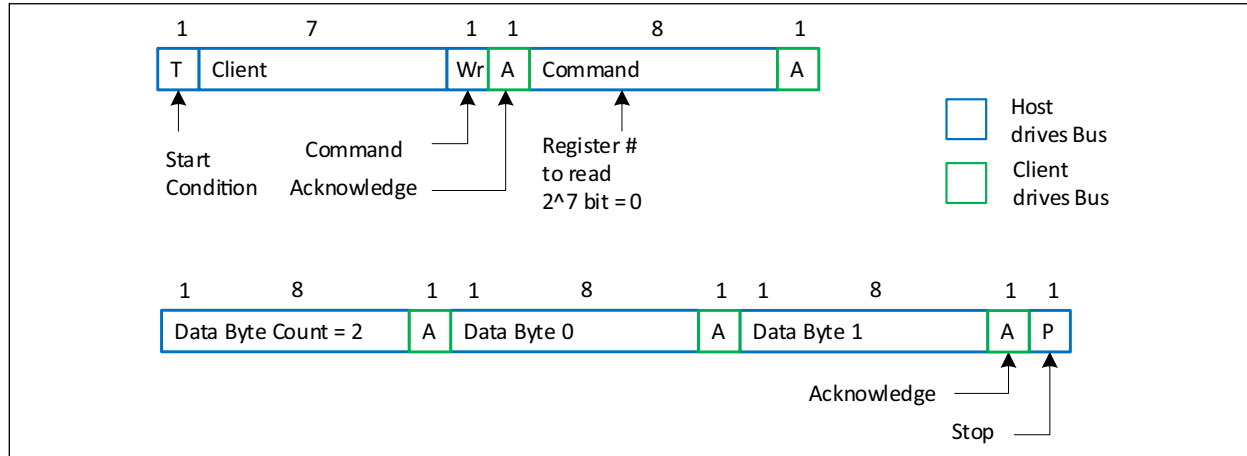 1 7 1 1 8 1
T Client Wr A Command A
Host
drives Bus
Client
drives Bus
Start
Condition
Command
Acknowledge
Register #
to read
2^7 bit = 0
1 8 1 1 8 1 1 8 1 1
Data Byte Count = 2 A Data Byte 0 A Data Byte 1 A P
Acknowledge
Stop